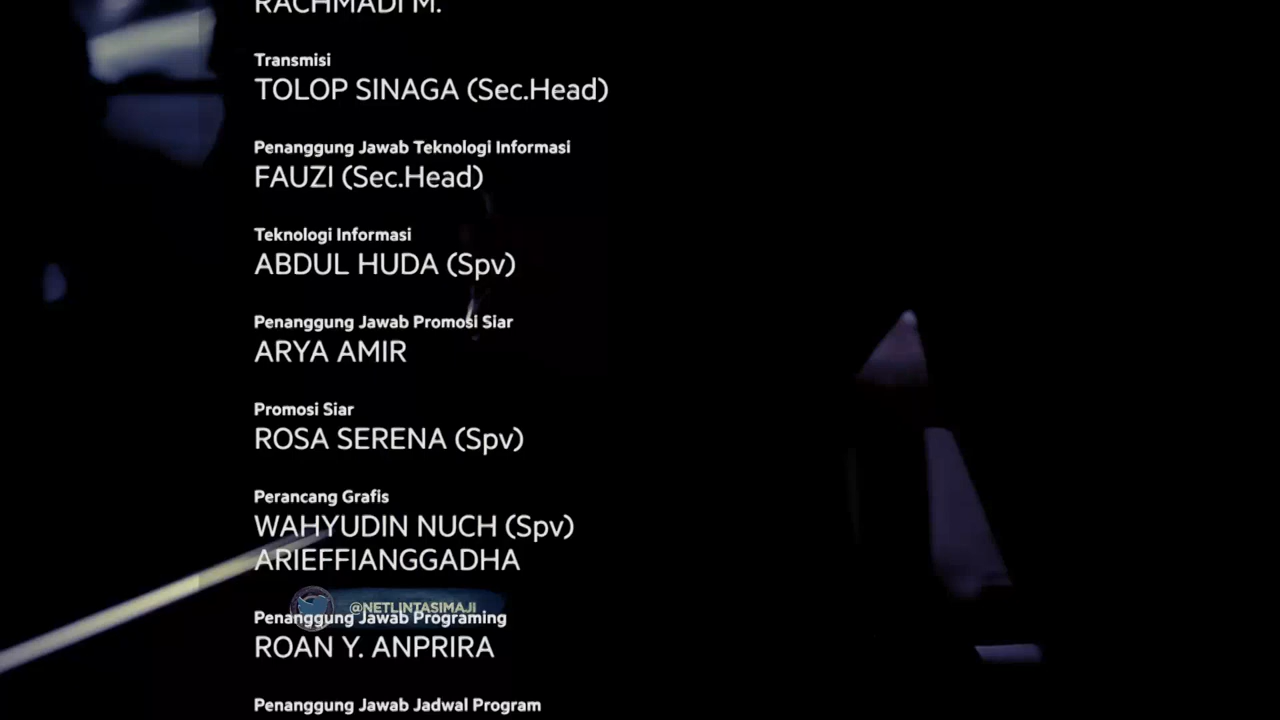 RACHMADI M.
Transmisi
TOLOP SINAGA (Sec.Head)
Penanggung Jawab Teknologi Informasi
FAUZI (Sec.Head)
Teknologi Informasi
ABDUL HUDA (Spv)
Penanggung Jawab Promosi Siar
ARYA AMIR
Promosi Siar
ROSA SERENA (Spv)
Perancang Grafis
WAHYUDIN NUCH (Spv)
ARIEFFIANGGADHA
@NETLINTASIMAJI
Penanggung Jawab Programing
ROAN Y. ANPRIRA
Penanggung Jawab Jadwal Program